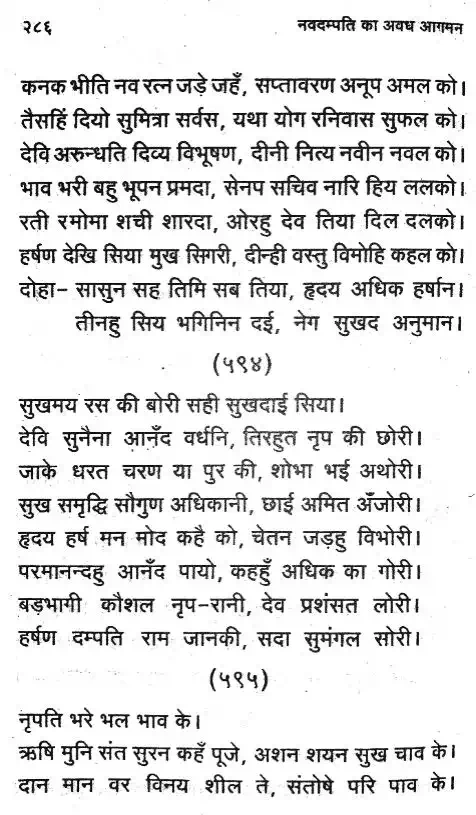 २८६ नवदम्पति का अवध आगमन
कनक भीति नव रत्न जड़े जहँ, सप्तावरण अनूप अमल को।
तैसहिं दियो सुमित्रा सर्वस, यथा योग रनिवास सुफल को।
देवि अरुन्धति दिव्य विभूषण, दीनी नित्य नवीन नवल को।
भाव भरी बहु भूपन प्रमदा, सेनप सचिव नारि हिय ललको।
रती रमोमा शची शारदा, ओरहु देव तिया दिल दलको।
हर्षण देखि सिया मुख सिगरी, दीन्ही वस्तु विमोहि कहल को।
दोहा- सासुन सह तिमि सब तिया, हृदय अधिक हर्षान।
तीनहु सिय भगिनिन दई, नेग सुखद अनुमान।
(५९४)
सुखमय रस की बोरी सही सुखदाई सिया।
देवि सुनैना आनँद वर्धनि, तिरहुत नृप की छोरी।
जाके धरत चरण या पुर की, शोभा भई अथोरी।
सुख समृद्धि सौगुण अधिकानी, छाई अमित अँजोरी।
हृदय हर्ष मन मोद कहै को, चेतन जड़हु विभोरी।
परमानन्दहु आनँद पायो, कहहुँ अधिक का गोरी।
बड़भागी कौशल नृप-रानी, देव प्रशंसत लोरी।
हर्षण दम्पति राम जानकी, सदा सुमंगल सोरी।
(५९५)
नृपति भरे भल भाव के।
ऋषि मुनि संत सुरन कहँ पूजे, अशन शयन सुख चाव के।
दान मान वर विनय शील ते, संतोषे परि पाव के।